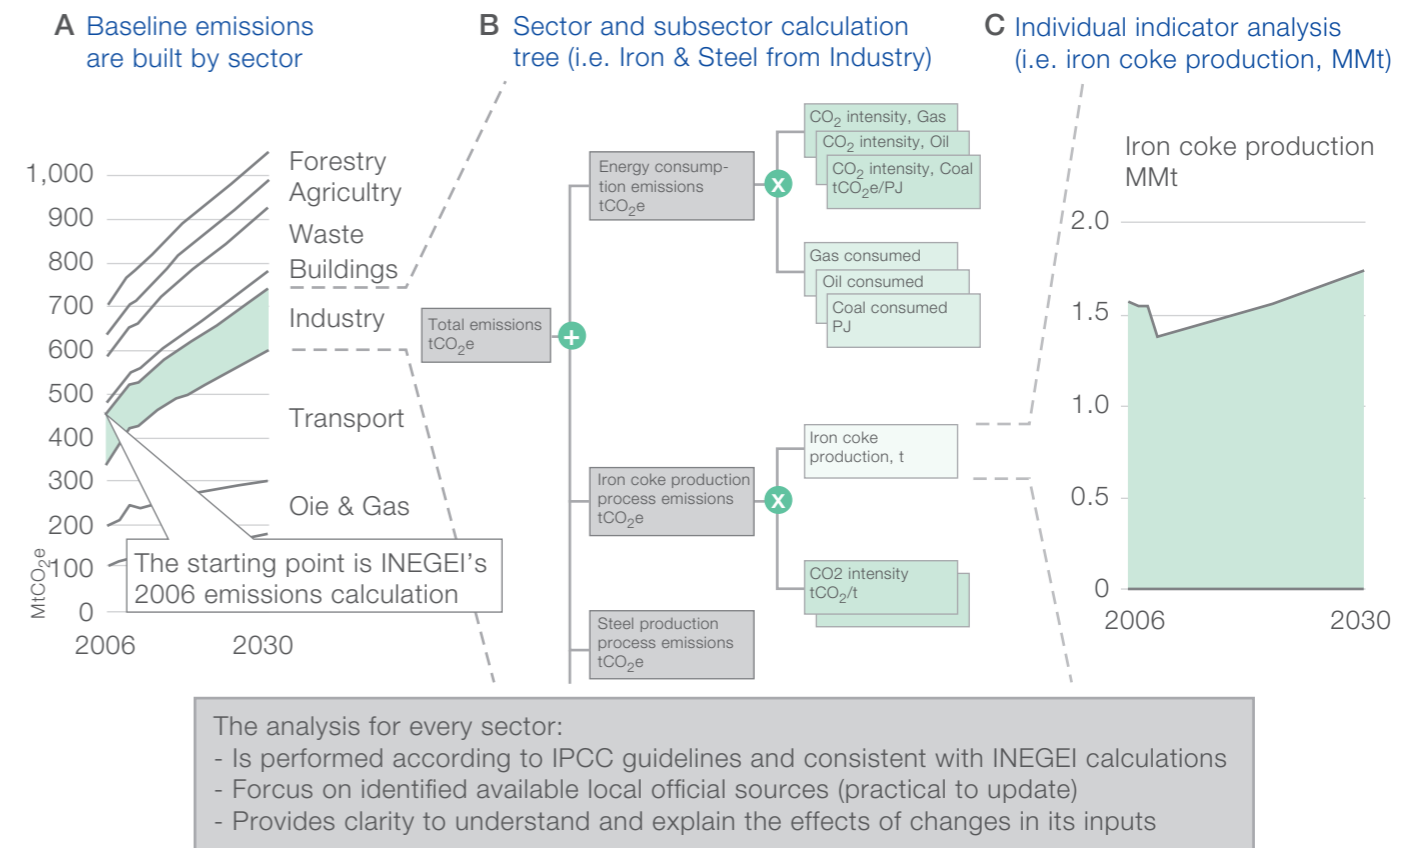 A Baseline emissions
are built by sector
B Sector and subsector calculation
tree (i.e. Iron & Steel from Industry)
C Individual indicator analysis
(i.e. iron coke production, MMt)
1,000
900
800
700
600
500
400
300
200
100
0
MtCO2e
2006
2030
Forestry
Agricultry
Waste
Buildings
Industry
Transport
Oie & Gas
The starting point is INEGEI's
2006 emissions calculation
Total emissions
tCO2e
+
Energy consump-
tion emissions
tCO2e
x
CO2 intensity, Gas
CO2 intensity, Oil
CO2 intensity, Coal
tCO2e/PJ
Gas consumed
Oil consumed
Coal consumed
PJ
Iron coke production
process emissions
tCO2e
x
Iron coke
production, t
CO2 intensity
tCO2/t
Steel production
process emissions
tCO2e
Iron coke production
MMt
2.0
1.5
1.0
0.5
0
2006
2030
The analysis for every sector:
- Is performed according to IPCC guidelines and consistent with INEGEI calculations
- Forcus on identified available local official sources (practical to update)
- Provides clarity to understand and explain the effects of changes in its inputs